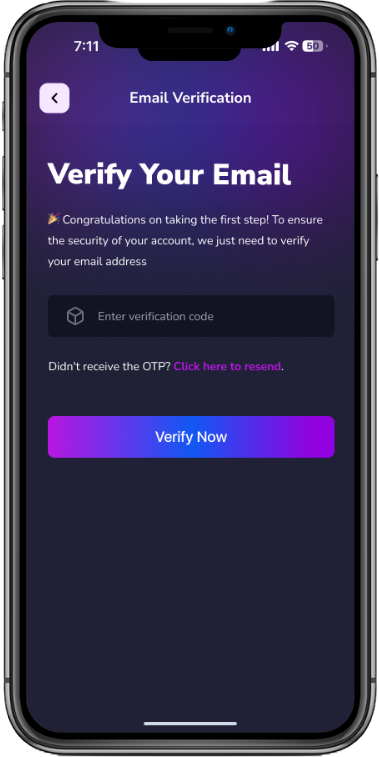 7:11
50
Email Verification
Verify Your Email
🎉 Congratulations on taking the first step! To ensure
the security of your account, we just need to verify
your email address
Enter verification code
Didn't receive the OTP? Click here to resend.
Verify Now